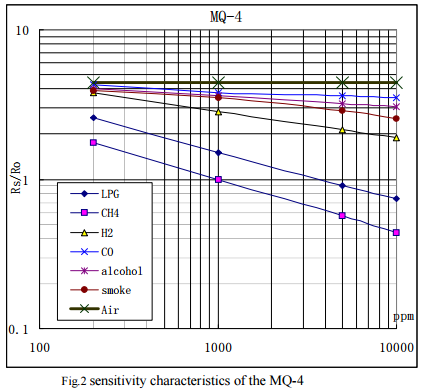 MQ-4
10
Rs/Ro
1
LPG
CH4
H2
CO
alcohol
smoke
Air
ppm
0.1
100
1000
10000
Fig.2 sensitivity characteristics of the MQ-4